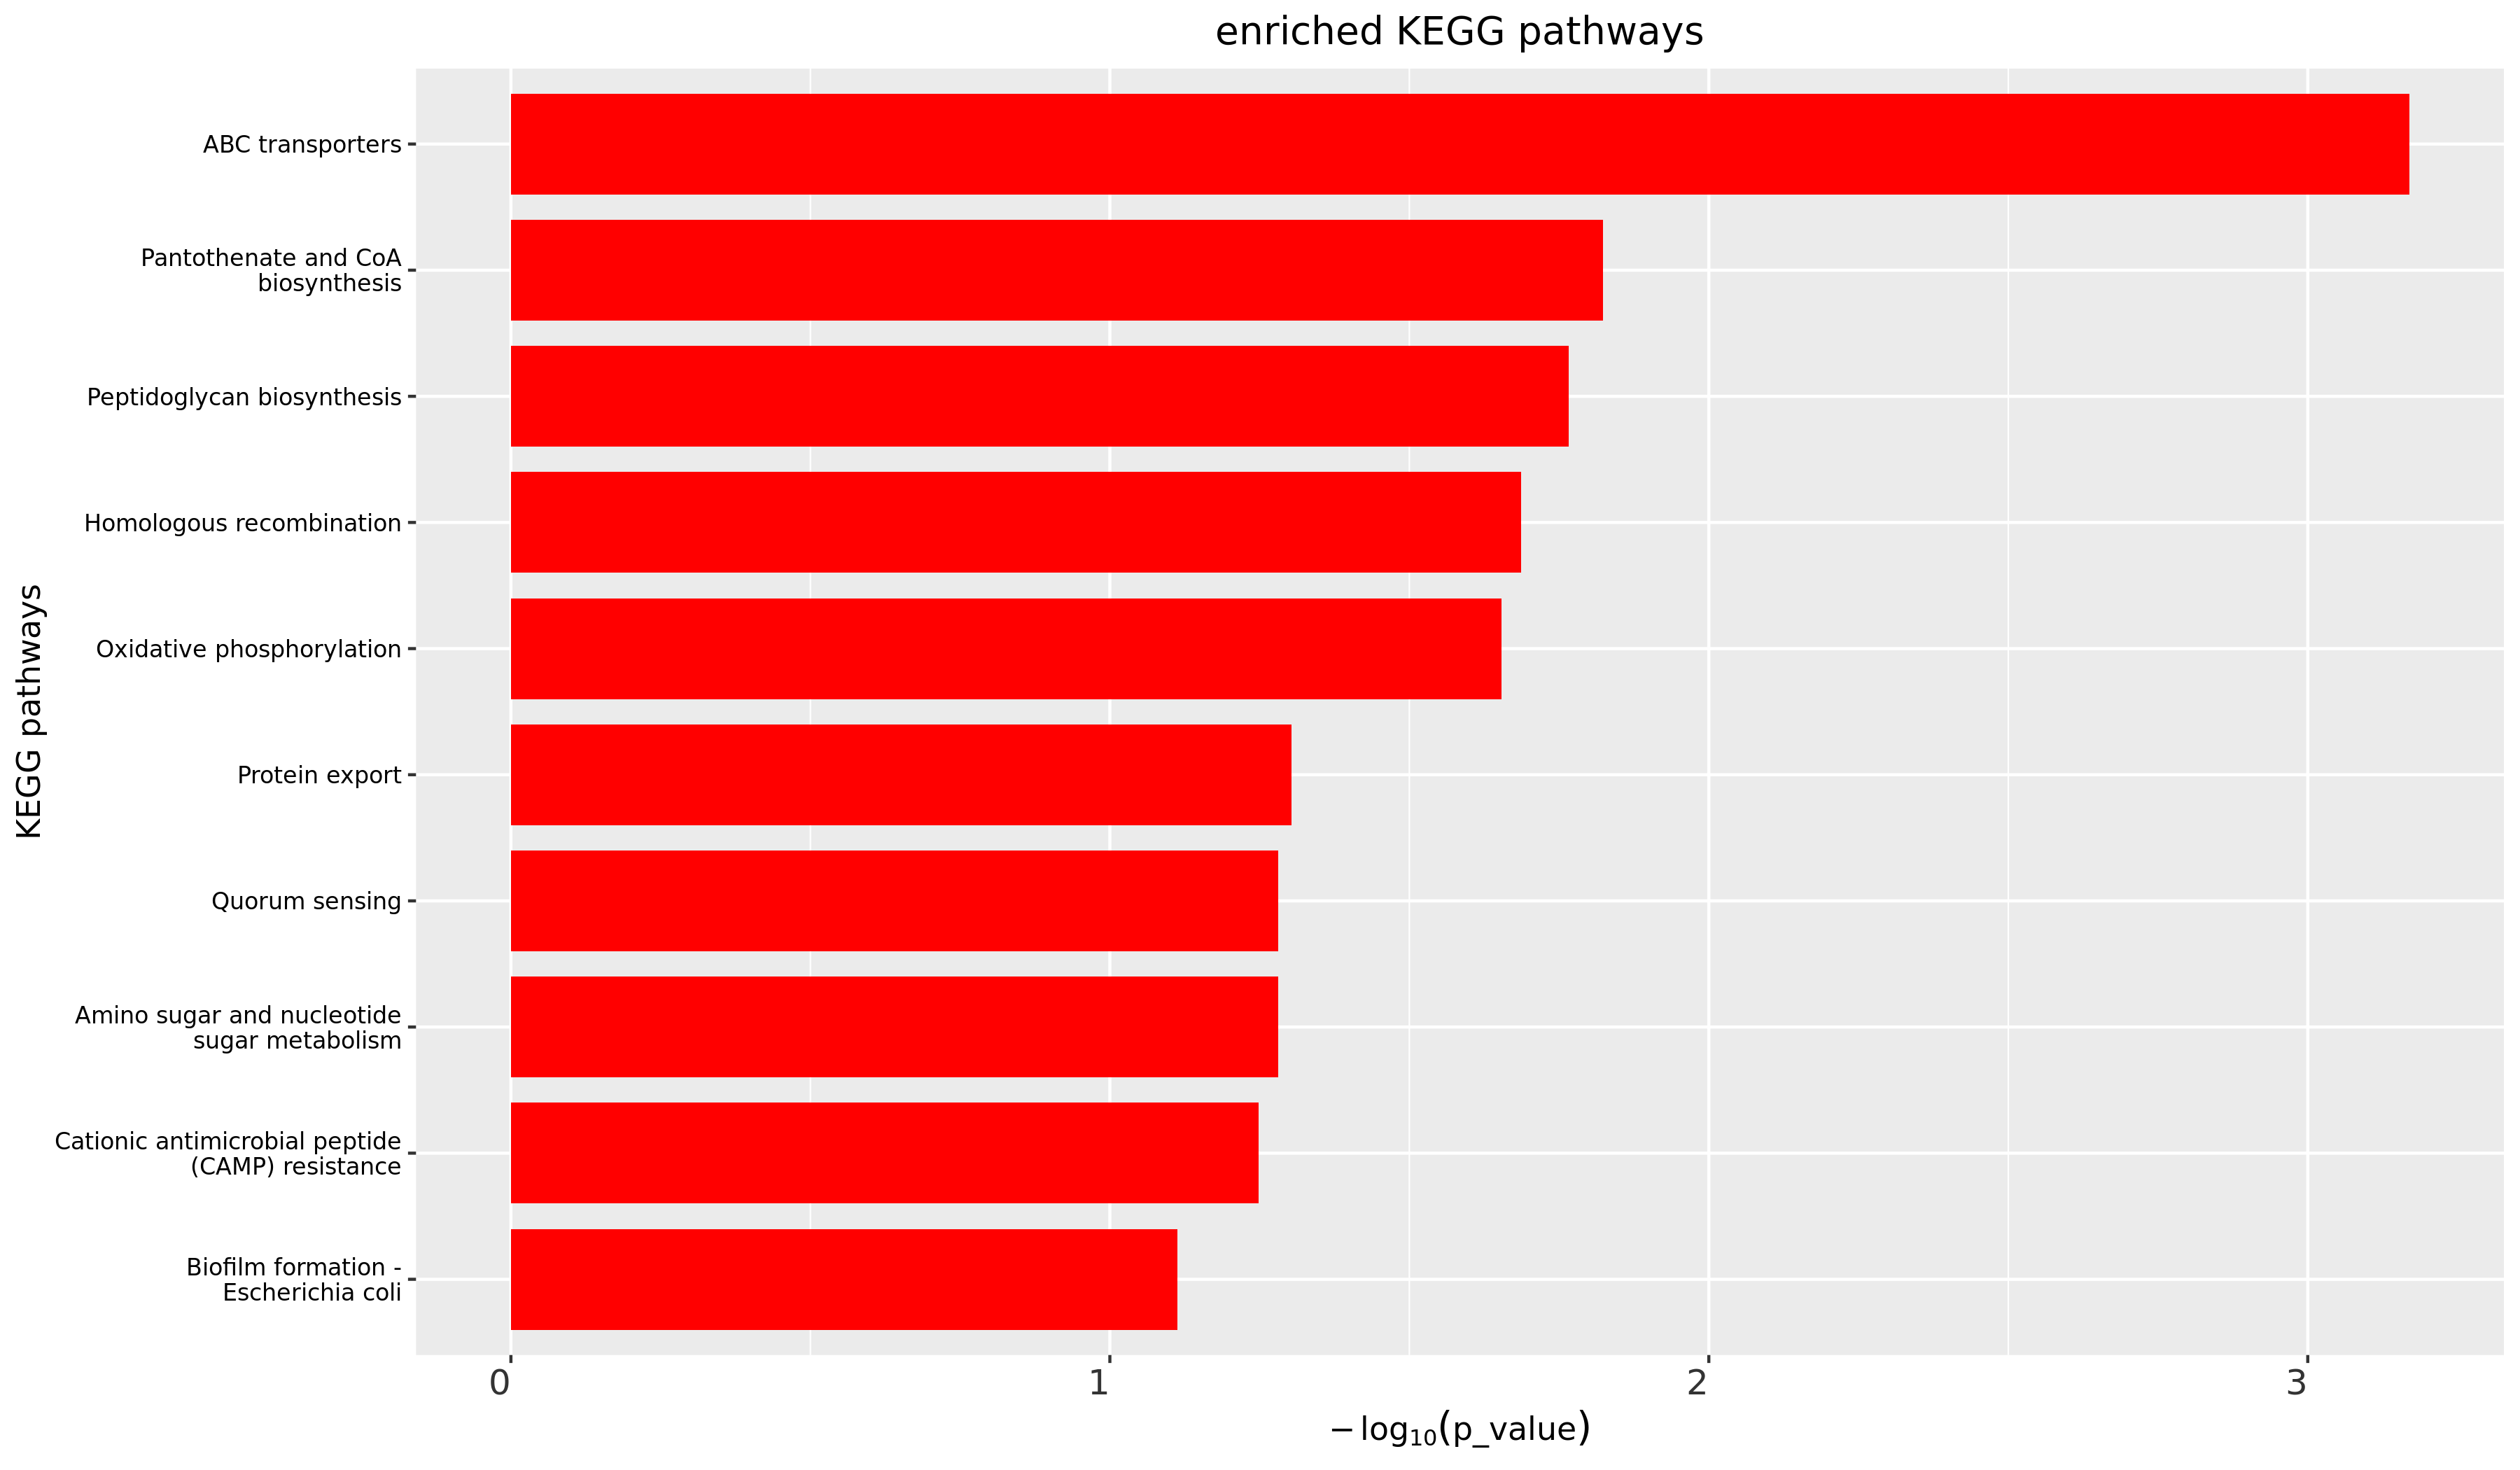 enriched KEGG pathways
ABC transporters
Pantothenate and CoA
biosynthesis
Peptidoglycan biosynthesis
Homologous recombination
Oxidative phosphorylation
KEGG pathways
Protein export
Quorum sensing
Amino sugar and nucleotide
sugar metabolism
Cationic antimicrobial peptide
(CAMP) resistance
Biofilm formation -
Escherichia coli
0 1 2 3
− log₁₀(p_value)